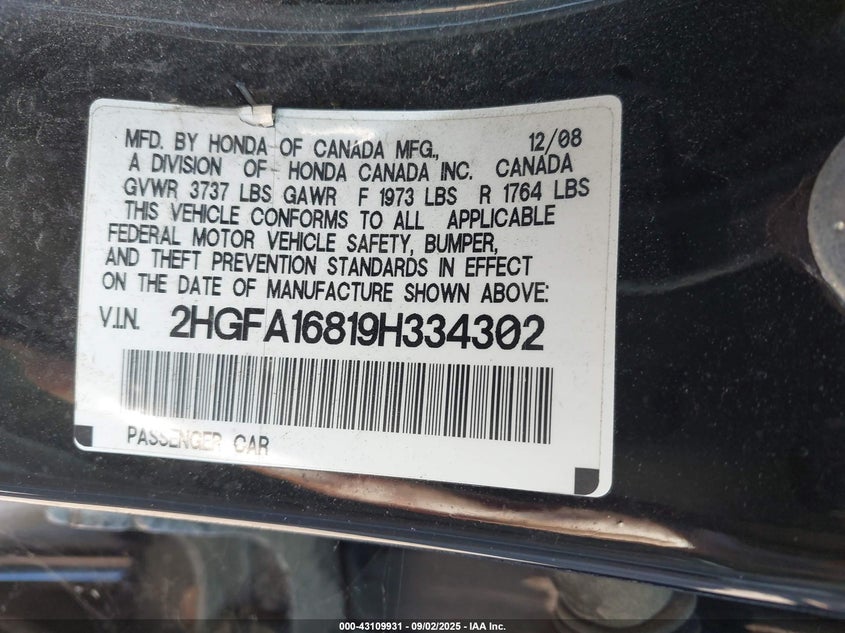 MFD. BY HONDA OF CANADA MFG., 12/08
A DIVISION OF HONDA CANADA INC. CANADA
GVWR 3737 LBS GAWR F 1973 LBS R 1764 LBS
THIS VEHICLE CONFORMS TO ALL APPLICABLE
FEDERAL MOTOR VEHICLE SAFETY, BUMPER,
AND THEFT PREVENTION STANDARDS IN EFFECT
ON THE DATE OF MANUFACTURE SHOWN ABOVE:
V.I.N. 2HGFA16819H334302
PASSENGER CAR
000-43109931 - 09/02/2025 - IAA Inc.